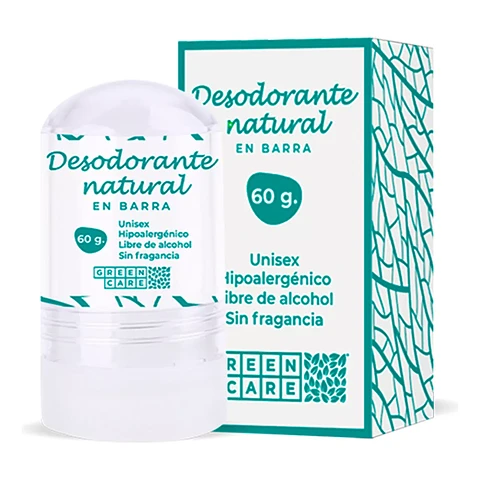 Desodorante
natural
EN BARRA
60 g.
Unisex
Hipoalergénico
Libre de alcohol
Sin fragancia
GREEN
CARE
Desodorante
natural
EN BARRA
60 g.
Unisex
Hipoalergénico
Libre de alcohol
Sin fragancia
GREEN
CARE